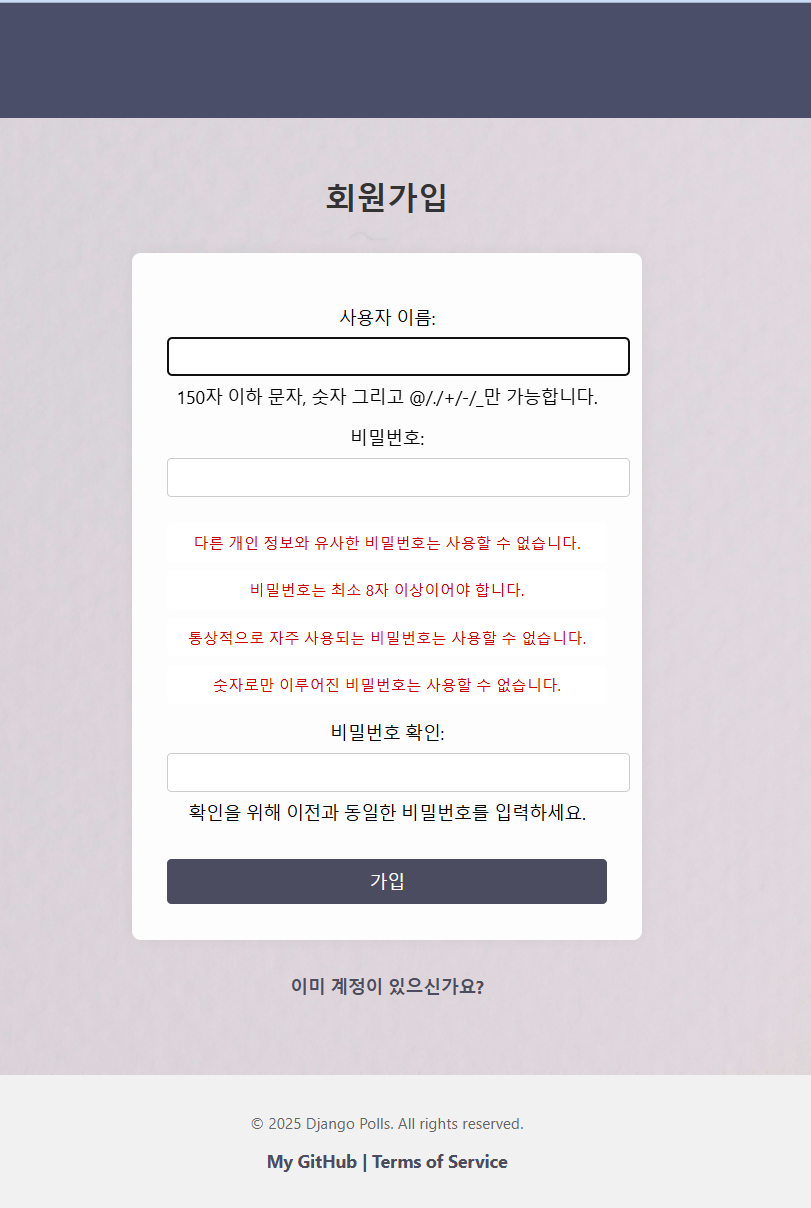 회원가입
사용자 이름:
150자 이하 문자, 숫자 그리고 @/./+/-/_만 가능합니다.
비밀번호:
다른 개인 정보와 유사한 비밀번호는 사용할 수 없습니다.
비밀번호는 최소 8자 이상이어야 합니다.
통상적으로 자주 사용되는 비밀번호는 사용할 수 없습니다.
숫자로만 이루어진 비밀번호는 사용할 수 없습니다.
비밀번호 확인:
확인을 위해 이전과 동일한 비밀번호를 입력하세요.
가입
이미 계정이 있으신가요?
© 2025 Django Polls. All rights reserved.
My GitHub | Terms of Service